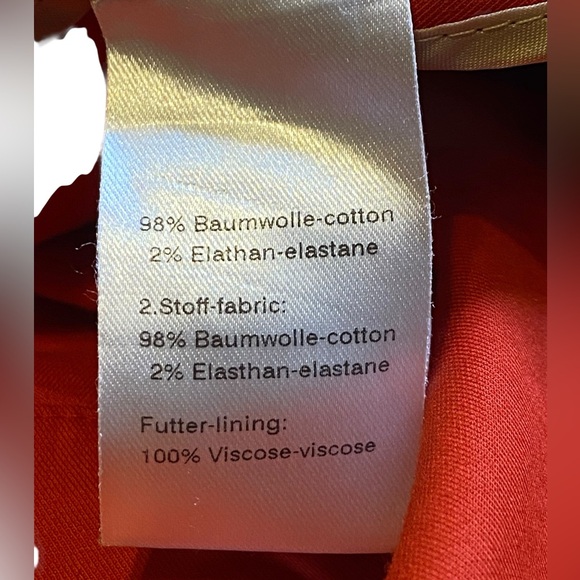 98% Baumwolle-cotton
2% Elathan-elastane
2.Stoff-fabric:
98% Baumwolle-cotton
2% Elasthan-elastane
Futter-lining:
100% Viscose-viscose